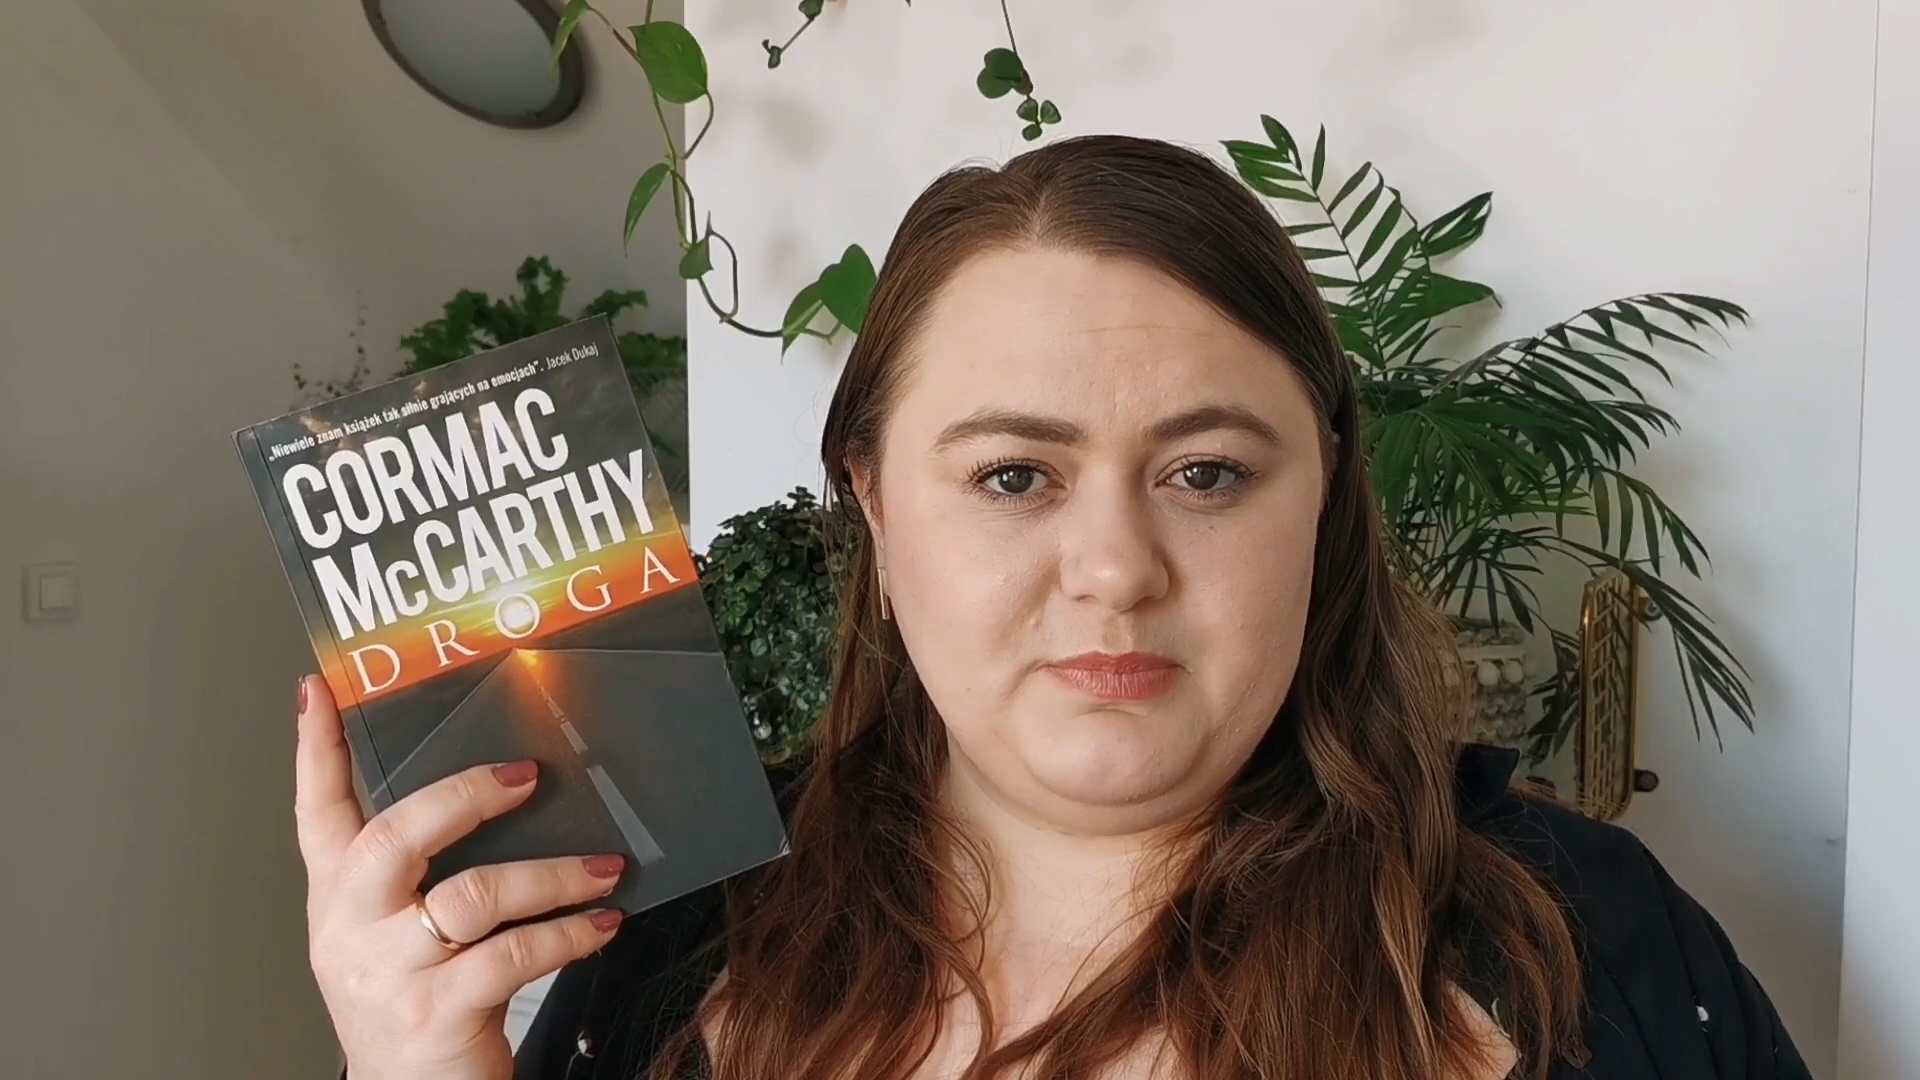 „Niewiele znam książek tak silnie grających na emocjach”. Jacek Dukaj
CORMAC
McCARTHY
DROGA